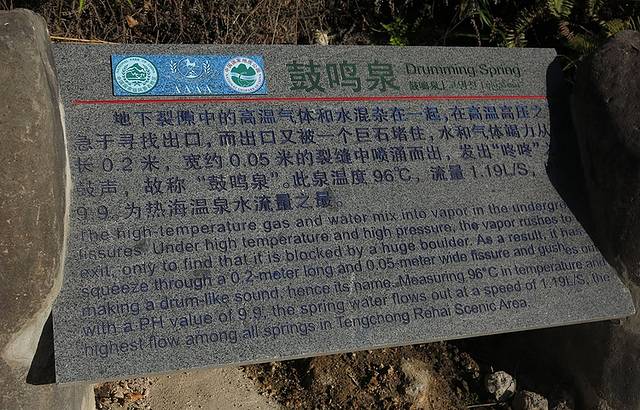 AAAA
鼓鸣泉 Drumming Spring
地下裂隙中的高温气体和水混杂在一起,在高温高压之
急于寻找出口,而出口又被一个巨石堵住,水和气体竭力从
长 0.2 米,宽约 0.05 米的裂缝中喷涌而出,发出“咚咚”
鼓声,故称“鼓鸣泉”。此泉温度 96℃,流量 1.19L/S,
9.9,为热海温泉水流量之最。
The high-temperature gas and water mix into vapor in the
fissures. Under high temperature and high pressure, the vapor rushes to
exit, only to find that it is blocked by a huge boulder. As a result, it has
squeeze through a 0.2-meter long and 0.05-meter wide fissure and gushes out
making a drum-like sound, hence its name. Measuring 96℃ in temperature and
with a PH value of 9.9, the spring water flows out at a speed of 1.19L/S, the
highest flow among all springs in Tengchong Rehai Scenic Area.